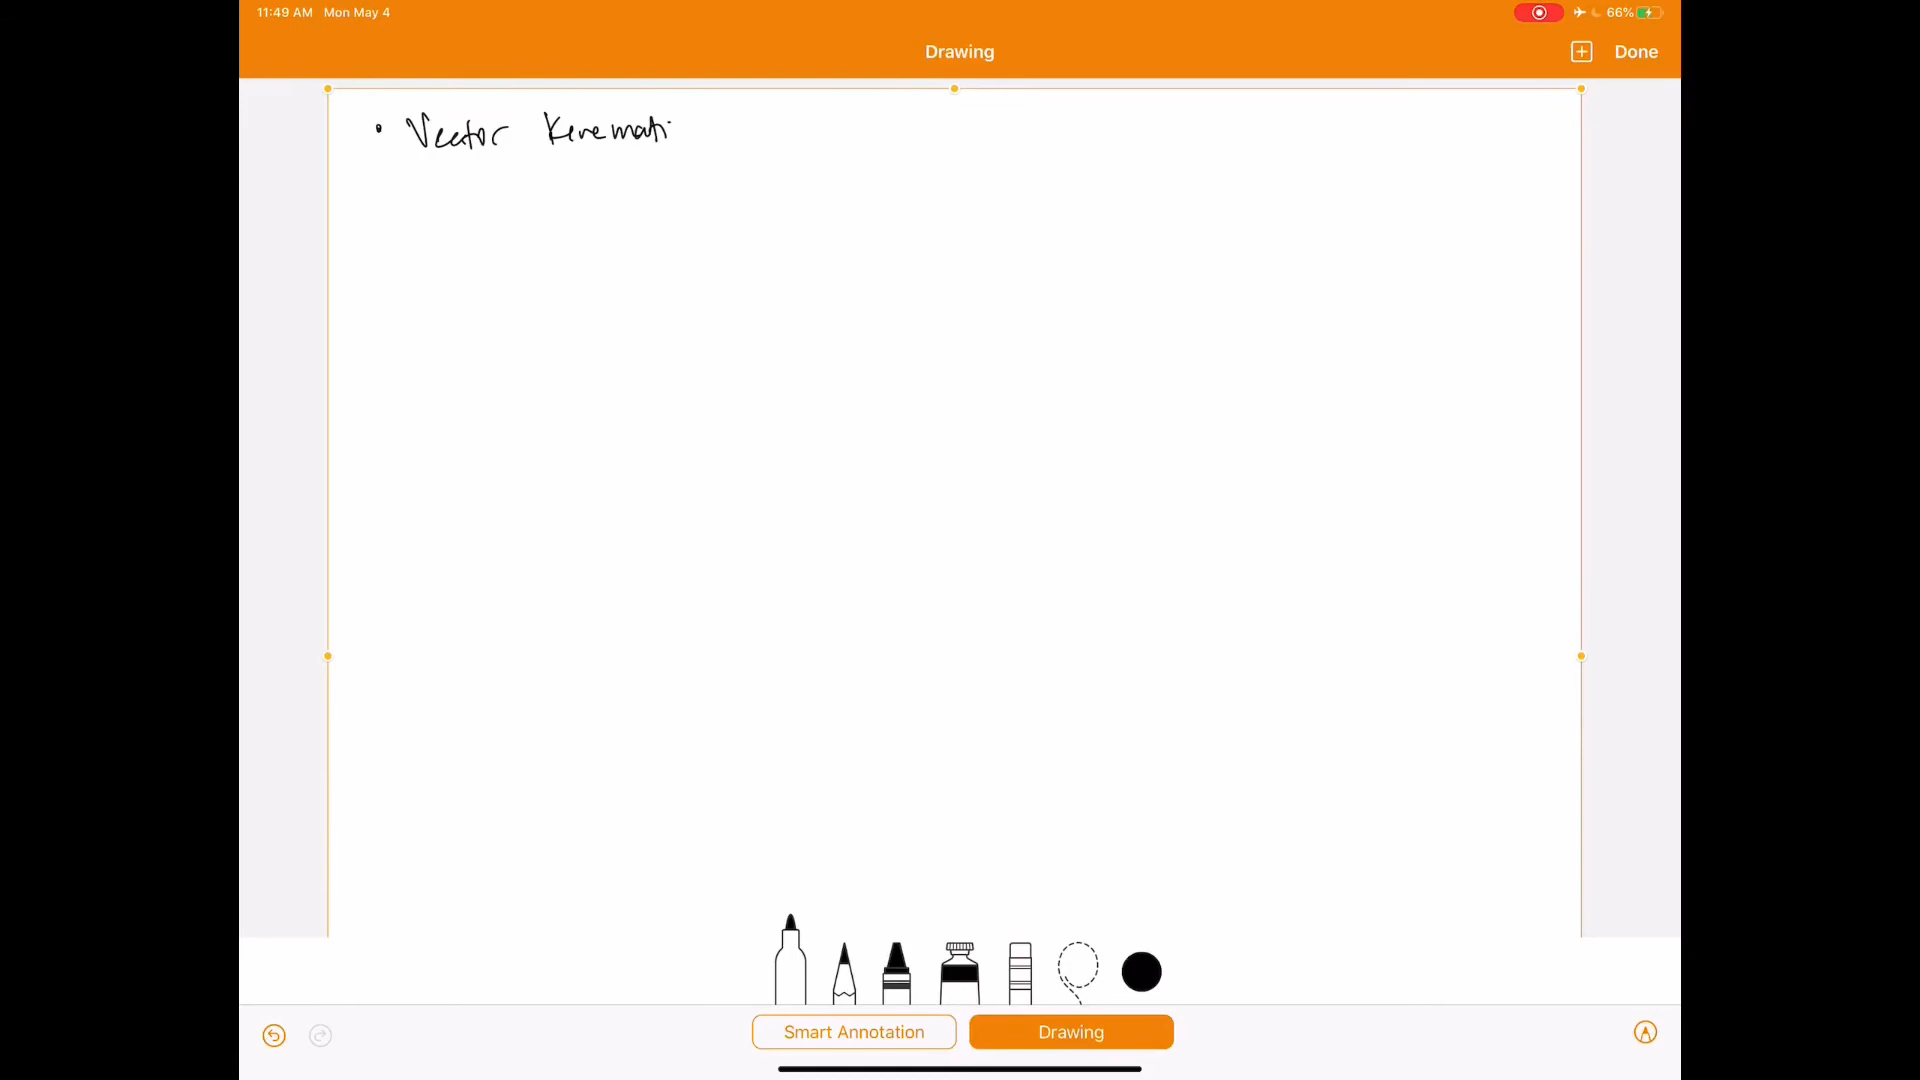 11:49 AM Mon May 4
66%
Drawing
Done
• Vector Kinemati
Smart Annotation
Drawing